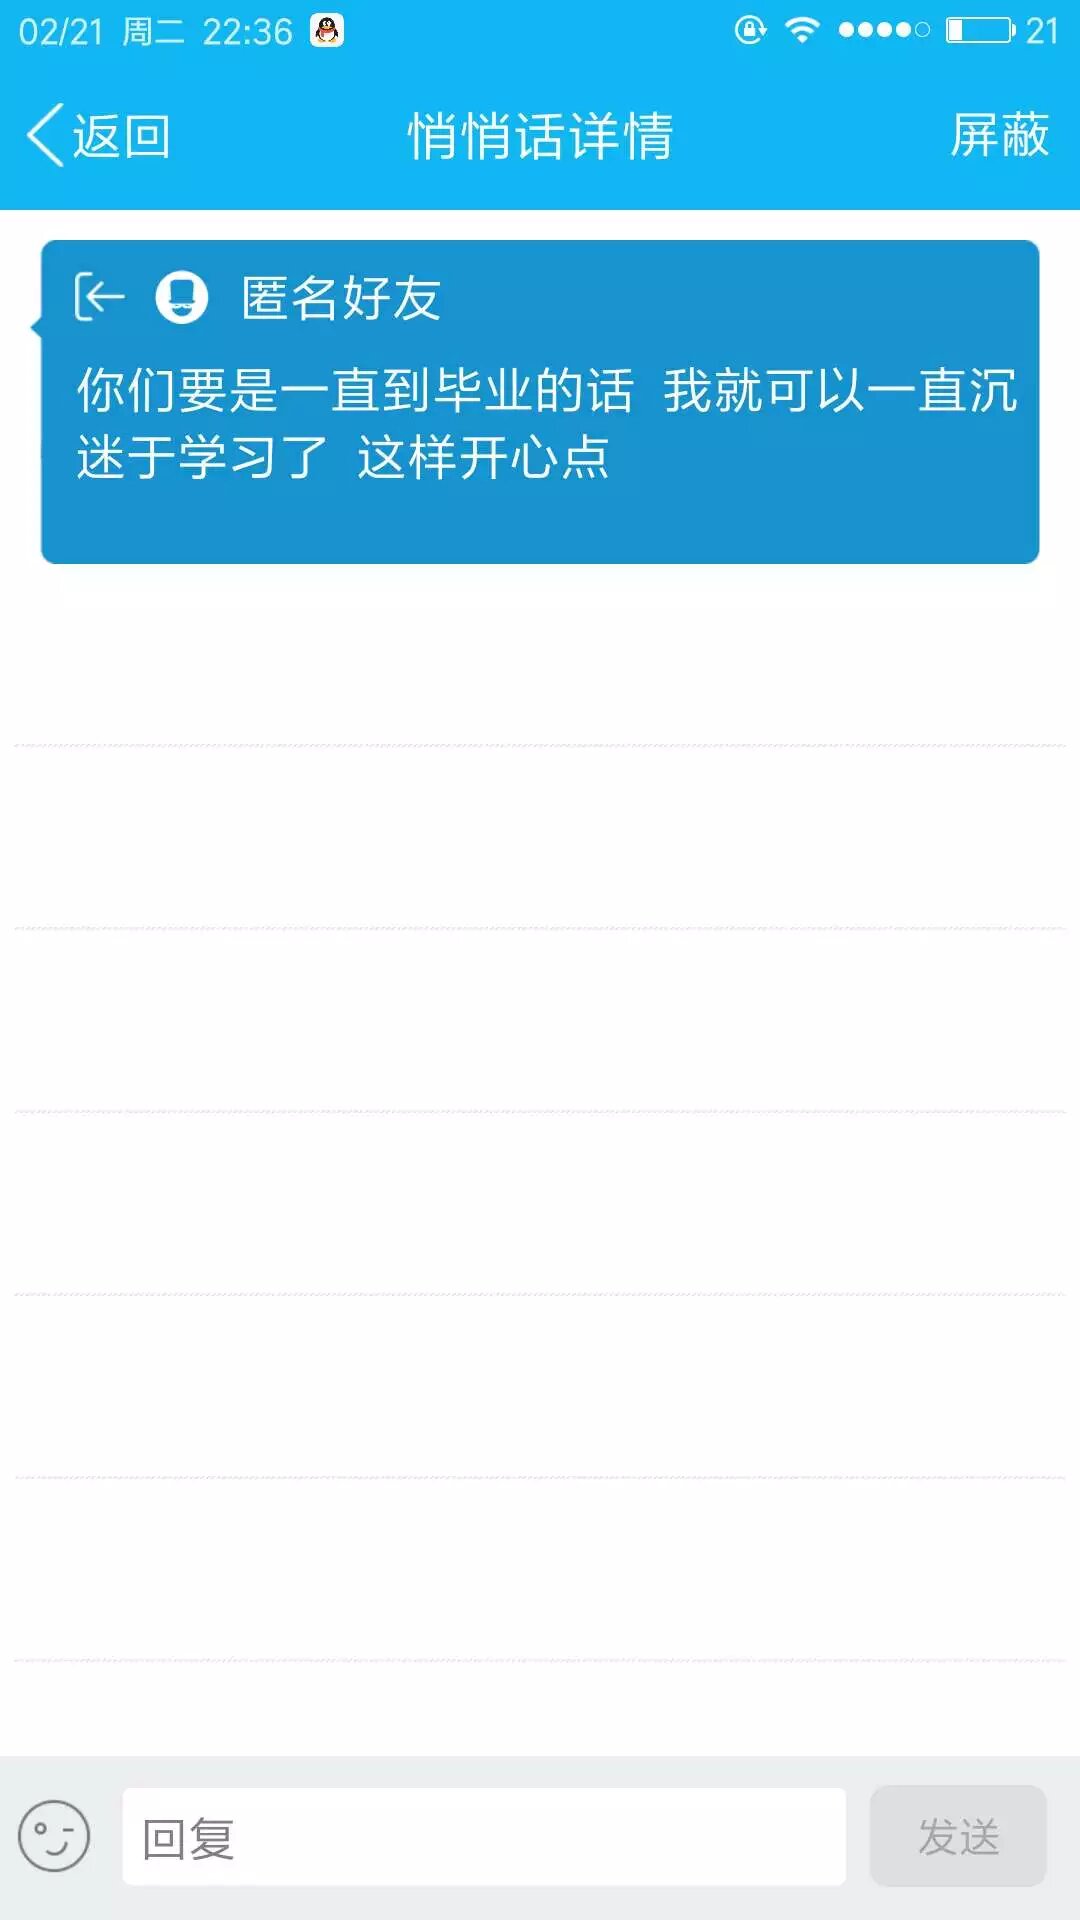 02/21 周二 22:36 21
返回 悄悄话详情 屏蔽
匿名好友
你们要是一直到毕业的话 我就可以一直沉
迷于学习了 这样开心点
回复 发送